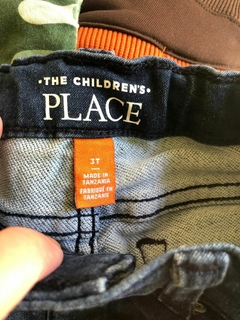 •THE CHILDREN'S•
PLACE
3T
MADE IN
TANZANIA
FABRIQUÉ EN
TANZANIE